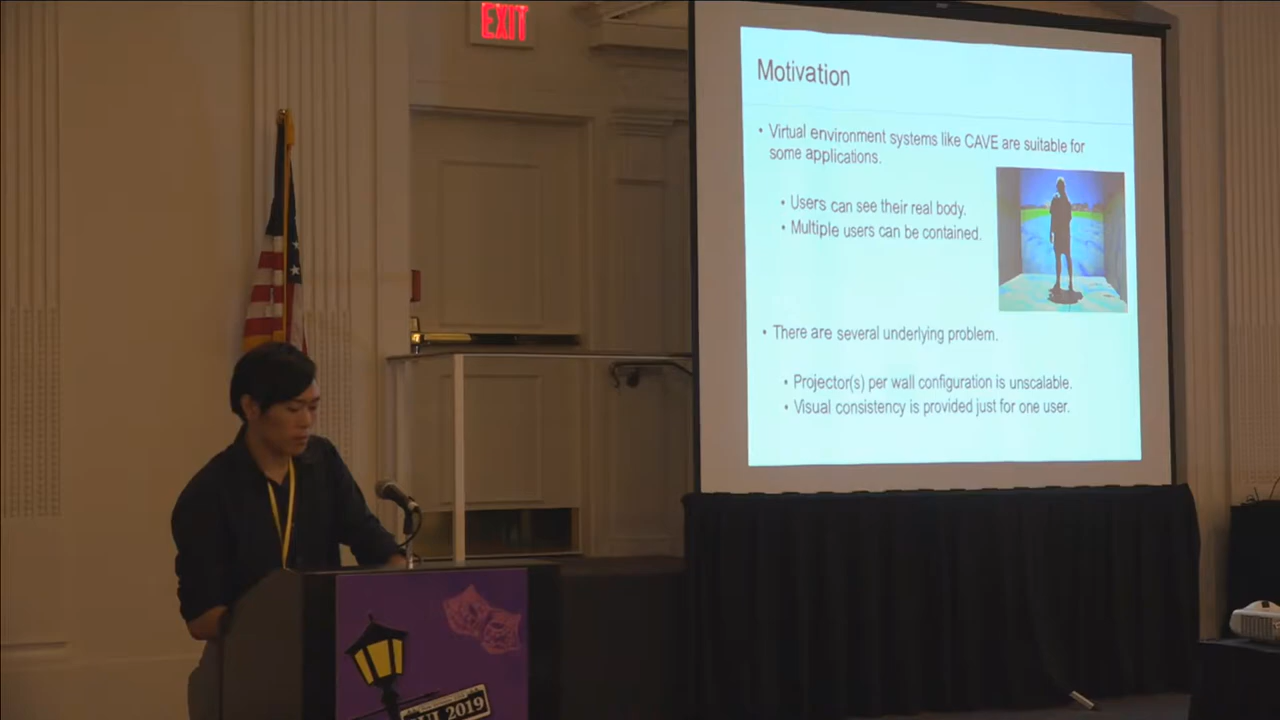 EXIT
Motivation
• Virtual environment systems like CAVE are suitable for
some applications.
• Users can see their real body.
• Multiple users can be contained.
• There are several underlying problem.
• Projector(s) per wall configuration is unscalable.
• Visual consistency is provided just for one user.
2019